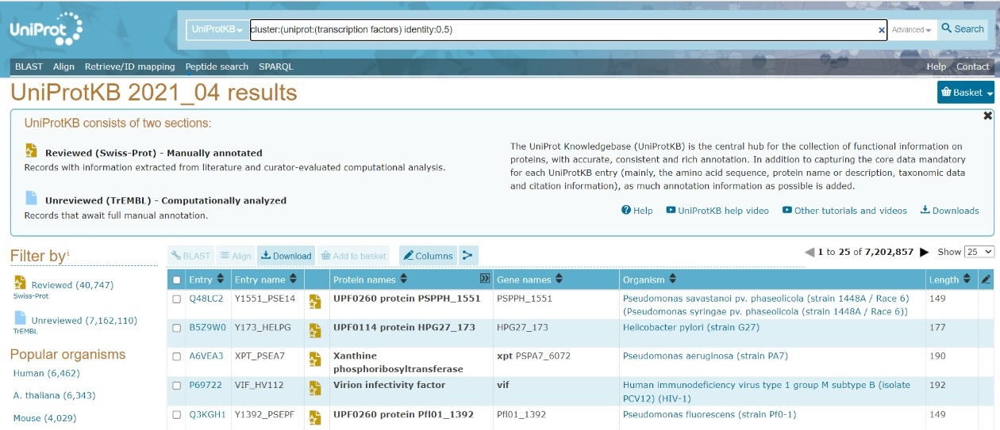 UniProt
UniProtKB
cluster:(uniprot:(transcription factors) identity:0.5)
Advanced
Search
BLAST Align Retrieve/ID mapping Peptide search SPARQL
Help Contact
UniProtKB 2021_04 results
Basket
UniProtKB consists of two sections:
Reviewed (Swiss-Prot) - Manually annotated
Records with information extracted from literature and curator-evaluated computational analysis.
Unreviewed (TrEMBL) - Computationally analyzed
Records that await full manual annotation.
The UniProt Knowledgebase (UniProtKB) is the central hub for the collection of functional information on
proteins, with accurate, consistent and rich annotation. In addition to capturing the core data mandatory
for each UniProtKB entry (mainly, the amino acid sequence, protein name or description, taxonomic data
and citation information), as much annotation information as possible is added.
Help UniProtKB help video Other tutorials and videos Downloads
Filter by i
Reviewed (40,747)
Swiss-Prot
Unreviewed (7,162,110)
TrEMBL
Popular organisms
Human (6,462)
A. thaliana (6,343)
Mouse (4,029)
BLAST Align Download Add to basket Columns
1 to 25 of 7,202,857 Show 25
Entry Entry name Protein names Gene names Organism Length
Q48LC2 Y1551_PSE14 UPF0260 protein PSPPH_1551 PSPPH_1551 Pseudomonas savastoi pv. phaseolicola (strain 1448A / Race 6) 149
(Pseudomonas syringae pv. phaseolicola (strain 1448A / Race 6))
B5Z9W0 Y173_HELPG UPF0114 protein HPG27_173 HPG27_173 Helicobacter pylori (strain G27) 177
A6VEA3 XPT_PSEA7 Xanthine xpt PSPA7_6072 Pseudomonas aeruginosa (strain PA7) 190
phosphoribosyltransferase
P69722 VIF_HV112 Virion infectivity factor vif Human immunodeficiency virus type 1 group M subtype B (isolate 192
PCV12) (HIV-1)
Q3KGH1 Y1392_PSEPF UPF0260 protein Pfl01_1392 Pfl01_1392 Pseudomonas fluorescens (strain Pf0-1) 149